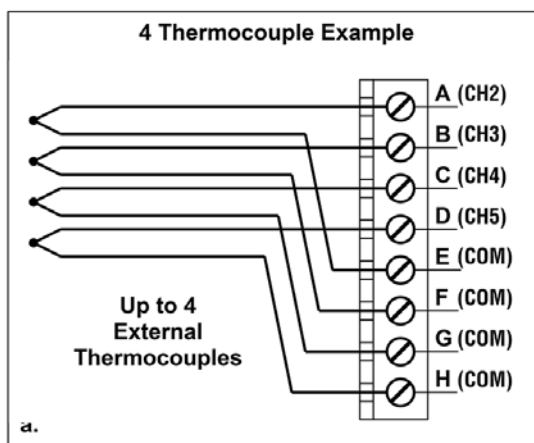 4 Thermocouple Example
A (CH2)
B (CH3)
C (CH4)
D (CH5)
E (COM)
F (COM)
G (COM)
H (COM)
Up to 4
External
Thermocouples
a.